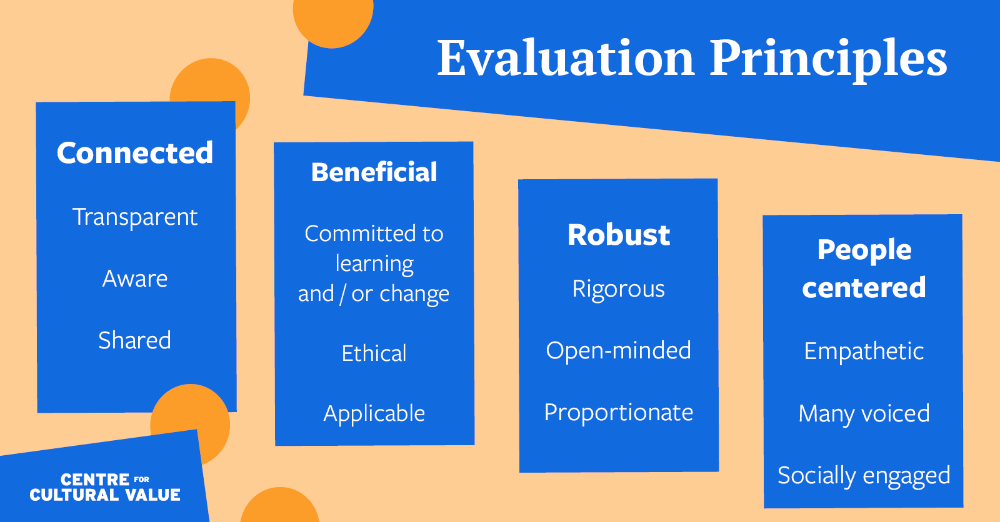 Evaluation Principles
Connected
Transparent
Aware
Shared
Beneficial
Committed to
learning
and / or change
Ethical
Applicable
Robust
Rigorous
Open-minded
Proportionate
People
centered
Empathetic
Many voiced
Socially engaged
CENTRE FOR
CULTURAL VALUE